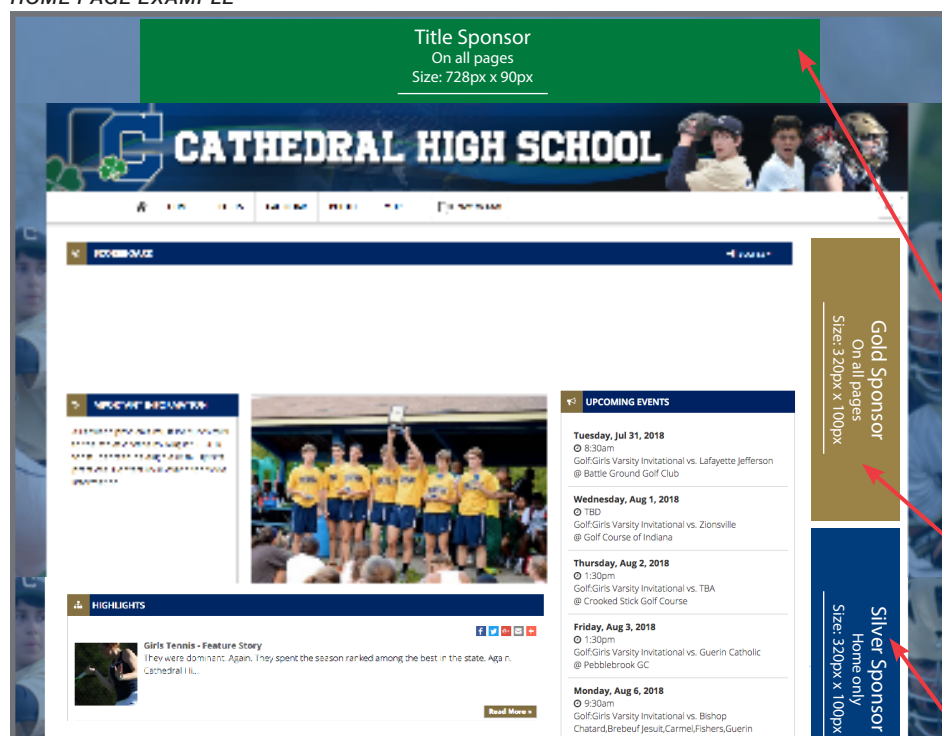 HOME PAGE EXAMPLE
Title Sponsor
On all pages
Size: 728px x 90px
CATHEDRAL HIGH SCHOOL
SCOREBOARD
IMPORTANT INFORMATION
UPCOMING EVENTS
Tuesday, Jul 31, 2018
8:30am
Golf:Girls Varsity Invitational vs. Lafayette Jefferson
@ Battle Ground Golf Club
Wednesday, Aug 1, 2018
TBD
Golf:Girls Varsity Invitational vs. Zionsville
@ Golf Course of Indiana
Thursday, Aug 2, 2018
1:30pm
Golf:Girls Varsity Invitational vs. TBA
@ Crooked Stick Golf Course
Friday, Aug 3, 2018
1:30pm
Golf:Girls Varsity Invitational vs. Guerin Catholic
@ Pebblebrook GC
Monday, Aug 6, 2018
9:30am
Golf:Girls Varsity Invitational vs. Bishop
Chatard,Brebeuf Jesuit,Carmel,Fishers,Guerin
HIGHLIGHTS
Girls Tennis - Feature Story
They were dominant. Again. They spent the season ranked among the best in the state. Again.
Cathedral Hi...
Read More »
Gold Sponsor
On all pages
Size: 320px x 100px
Silver Sponsor
Home only
Size: 320px x 100px